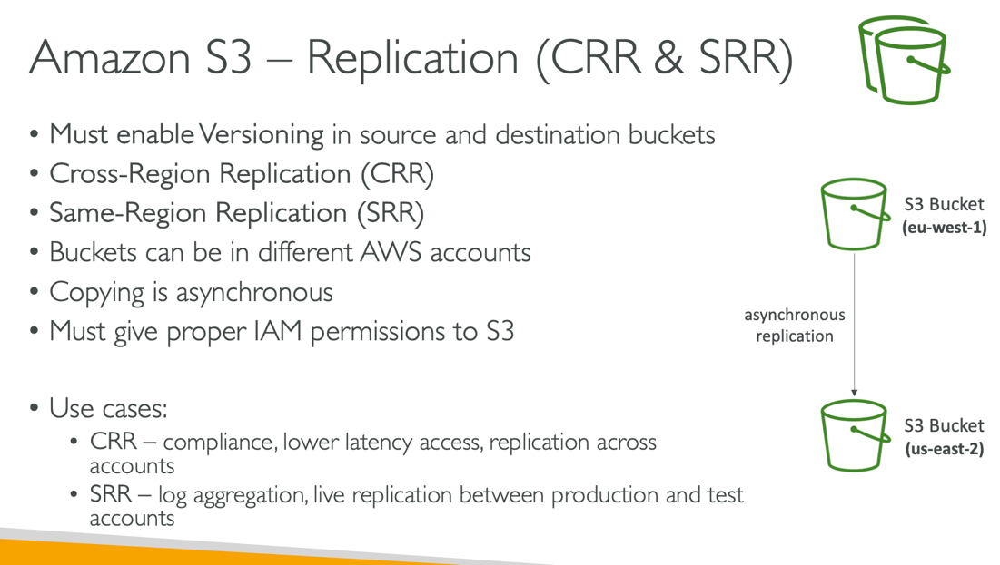 Amazon S3 – Replication (CRR & SRR)
• Must enable Versioning in source and destination buckets
• Cross-Region Replication (CRR)
• Same-Region Replication (SRR)
• Buckets can be in different AWS accounts
• Copying is asynchronous
• Must give proper IAM permissions to S3
• Use cases:
• CRR – compliance, lower latency access, replication across
accounts
• SRR – log aggregation, live replication between production and test
accounts
S3 Bucket
(eu-west-1)
asynchronous
replication
S3 Bucket
(us-east-2)